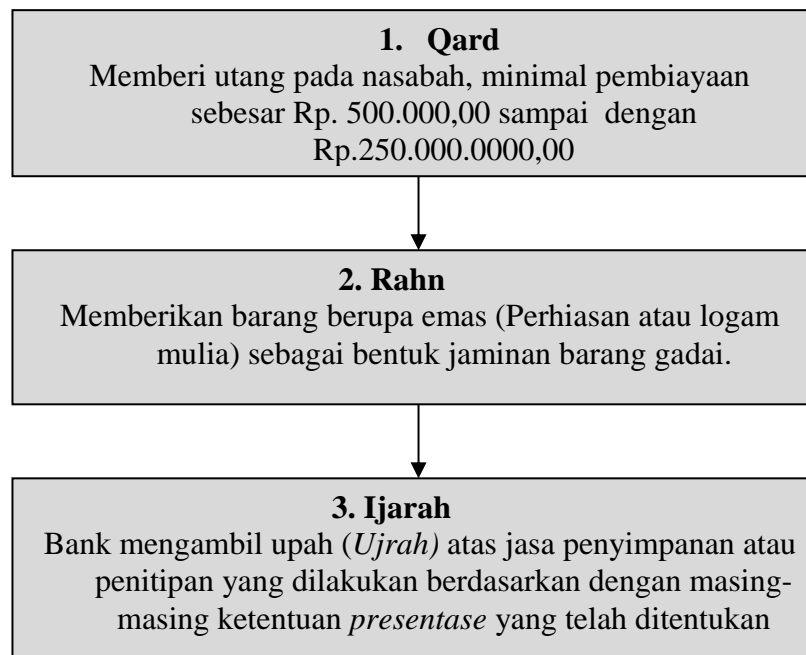 1. Qard
Memberi utang pada nasabah, minimal pembiayaan
sebesar Rp. 500.000,00 sampai dengan
Rp.250.000.0000,00
2. Rahn
Memberikan barang berupa emas (Perhiasan atau logam
mulia) sebagai bentuk jaminan barang gadai.
3. Ijarah
Bank mengambil upah (Ujrah) atas jasa penyimpanan atau
penitipan yang dilakukan berdasarkan dengan masing-
masing ketentuan presentase yang telah ditentukan